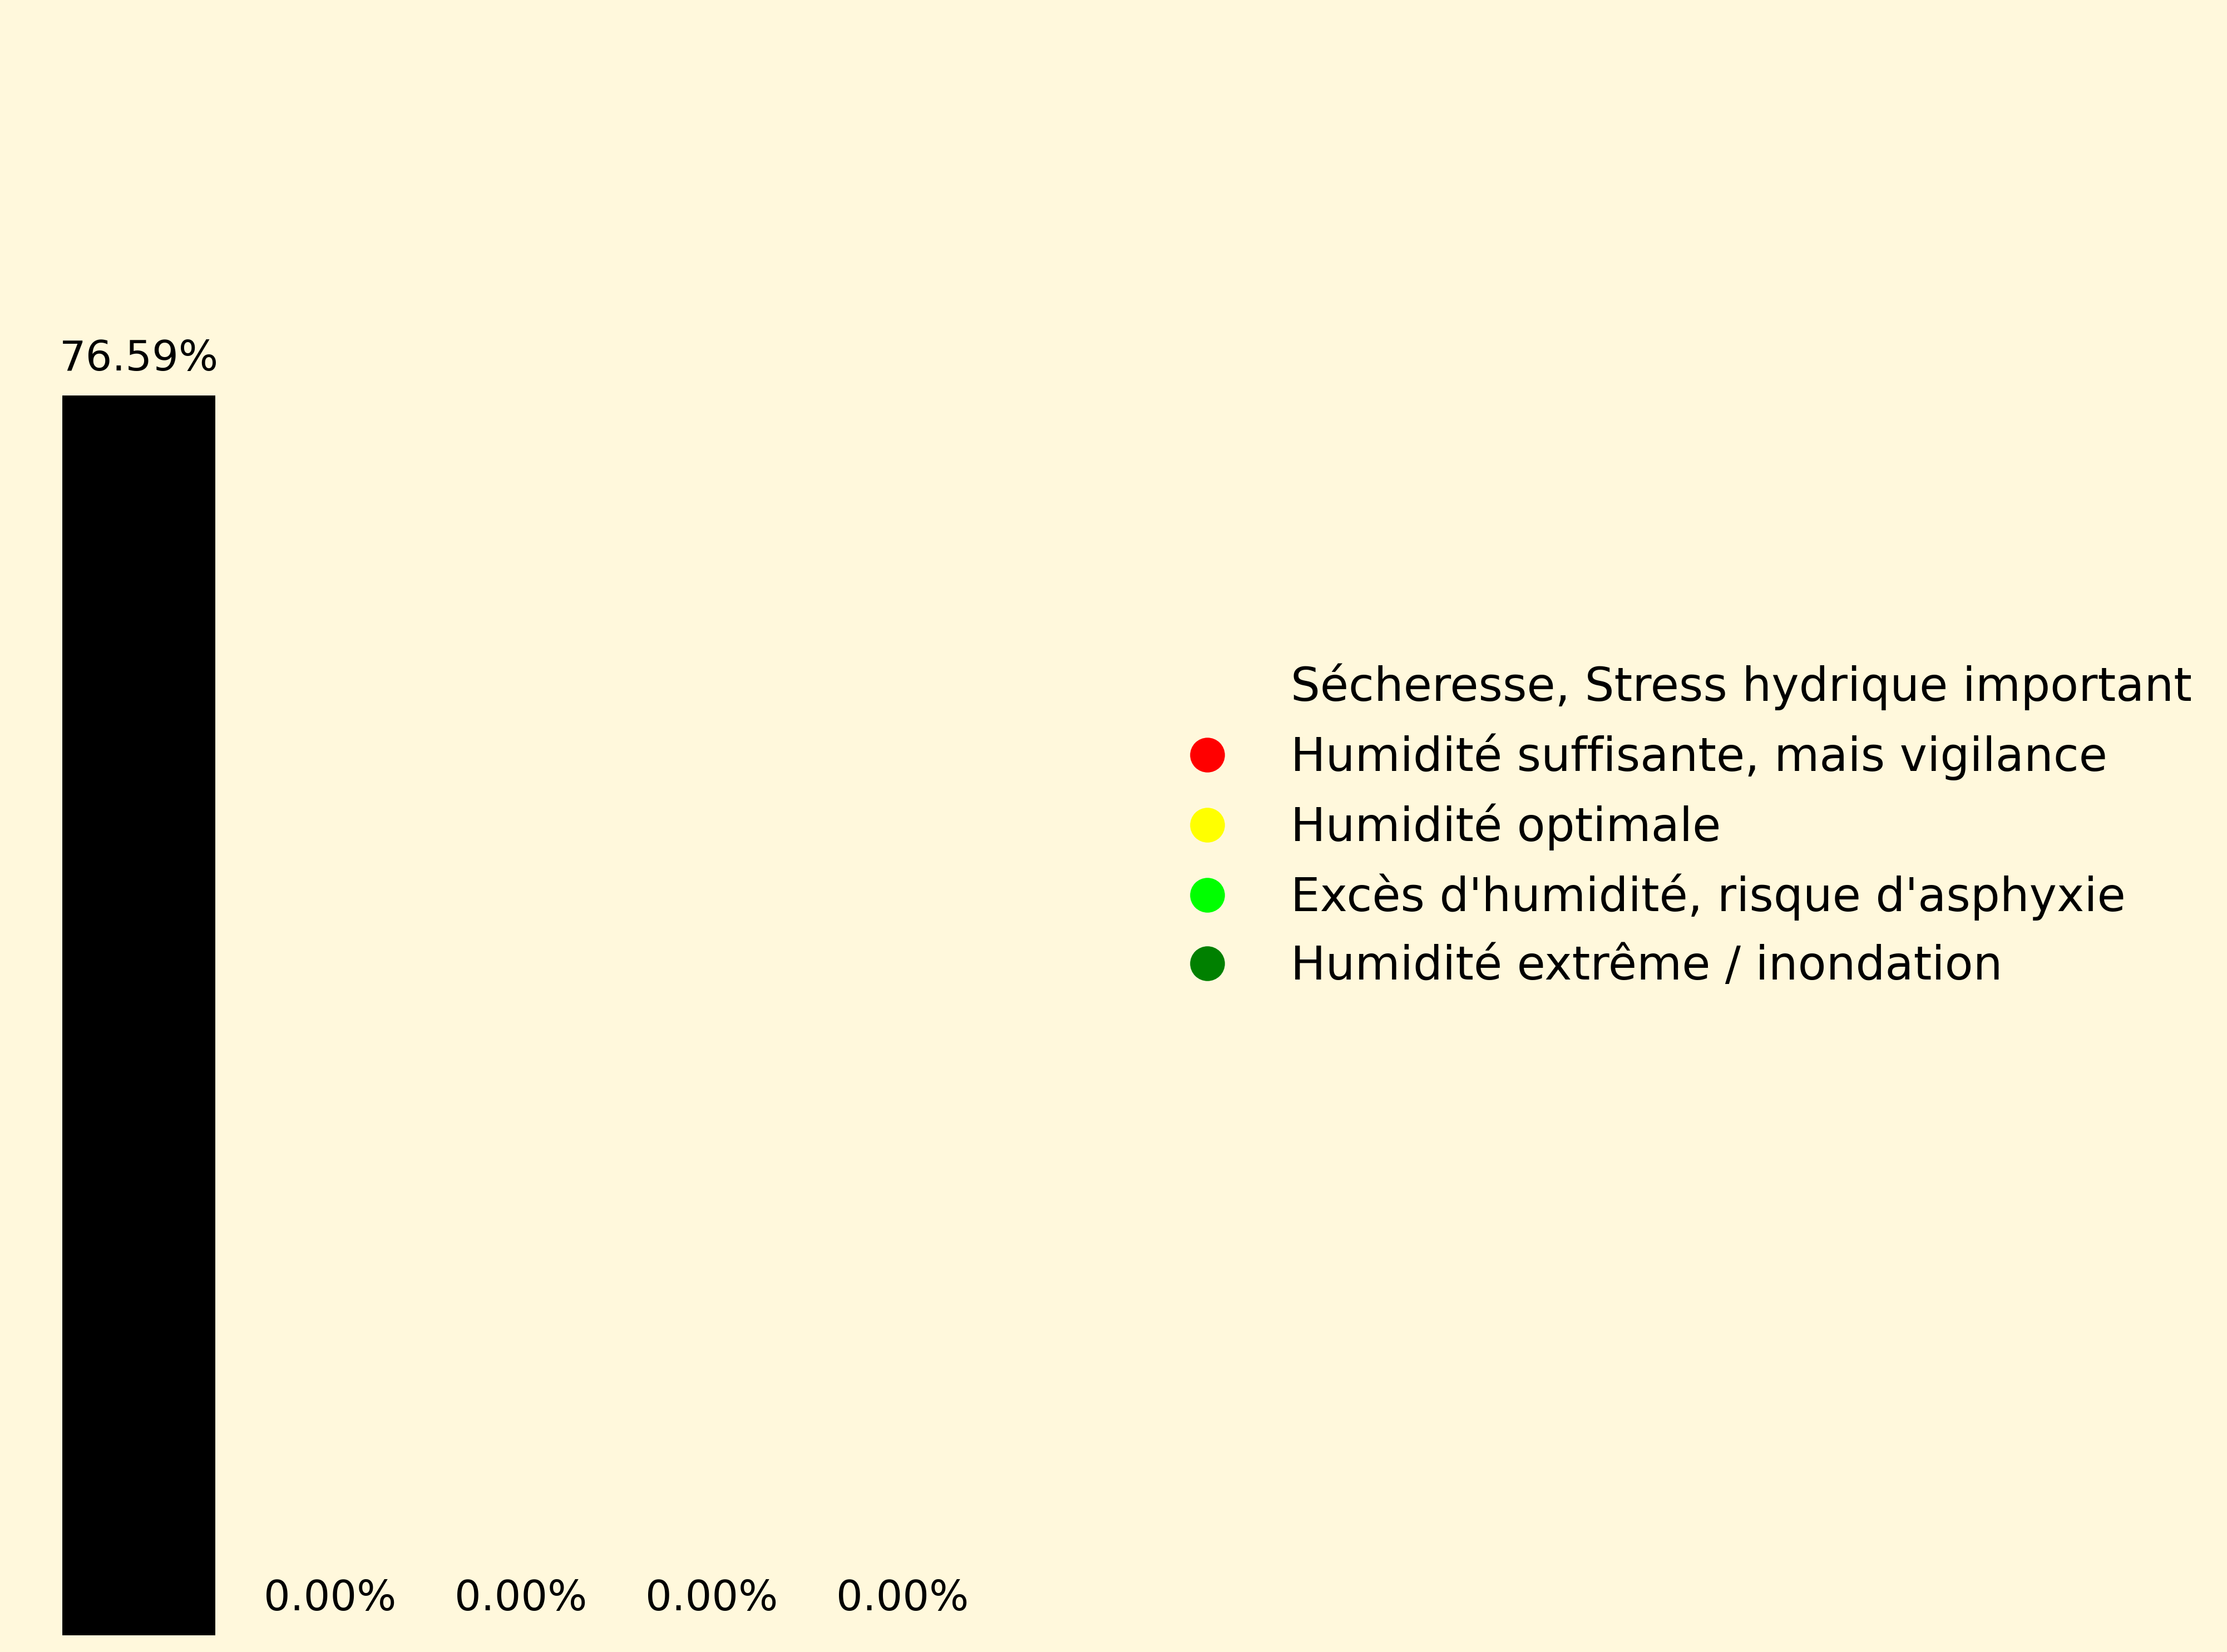 76.59%
Sécheresse, Stress hydrique important
Humidité suffisante, mais vigilance
Humidité optimale
Excès d'humidité, risque d'asphyxie
Humidité extrême / inondation
0.00% 0.00% 0.00% 0.00%